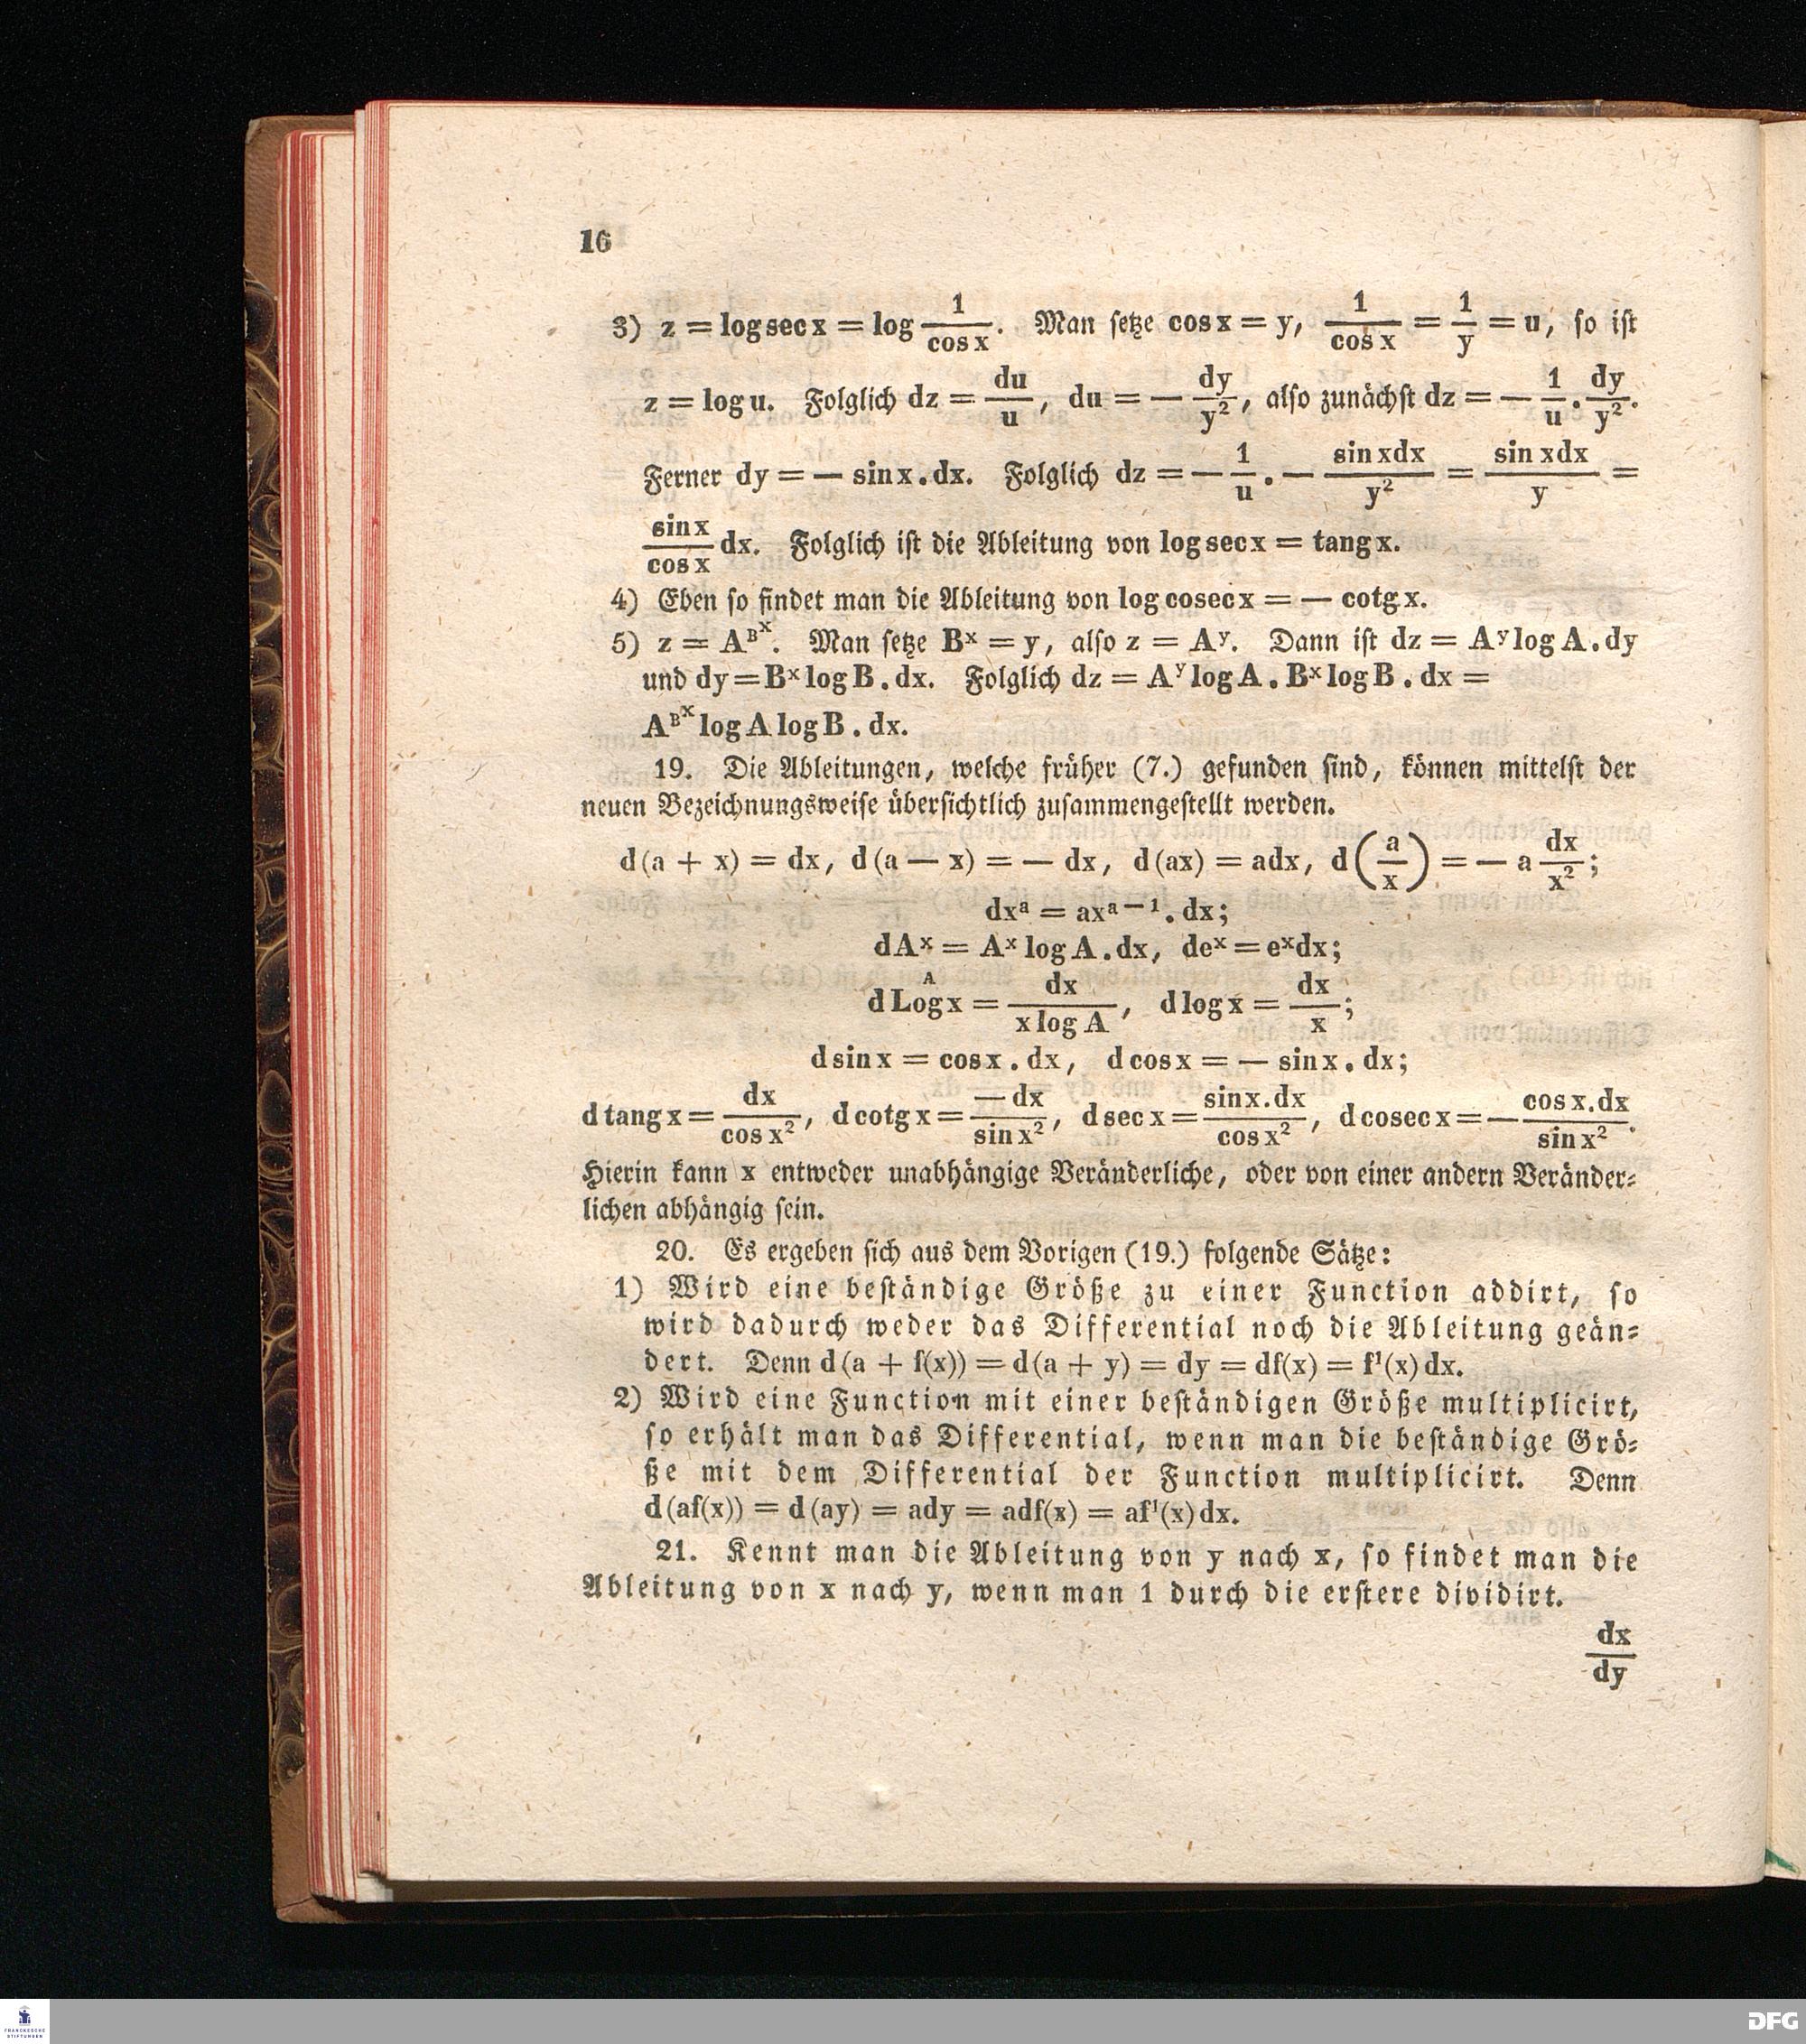 16
3) z = log sec x = log 1/cos x. Man setze cos x = y, 1/cos x = 1/y = u, so ist
z = log u. Folglich dz = du/u, du = — dy/y², also zunächst dz = — 1/u . dy/y².
Ferner dy = — sin x . dx. Folglich dz = — 1/u . — sin xdx/y² = sin xdx/y =
sin x/cos x dx. Folglich ist die Ableitung von log sec x = tang x.
4) Eben so findet man die Ableitung von log cosec x = — cotg x.
5) z = A^B^x. Man setze B^x = y, also z = A^y. Dann ist dz = A^y log A . dy
und dy = B^x log B . dx. Folglich dz = A^y log A . B^x log B . dx =
A^B^x log A log B . dx.
19. Die Ableitungen, welche früher (7.) gefunden sind, können mittelst der
neuen Bezeichnungsweise übersichtlich zusammengestellt werden.
d(a + x) = dx, d(a — x) = — dx, d(ax) = adx, d(a/x) = — a dx/x²;
dx^a = ax^(a—1) . dx;
dA^x = A^x log A . dx, de^x = e^x dx;
d Log^A x = dx/(x log A), d log x = dx/x;
d sin x = cos x . dx, d cos x = — sin x . dx;
d tang x = dx/cos x², d cotg x = — dx/sin x², d sec x = sin x . dx/cos x², d cosec x = — cos x . dx/sin x².
Hierin kann x entweder unabhängige Veränderliche, oder von einer andern Veränder-
lichen abhängig sein.
20. Es ergeben sich aus dem Vorigen (19.) folgende Sätze:
1) Wird eine beständige Größe zu einer Function addirt, so
wird dadurch weder das Differential noch die Ableitung geän-
dert. Denn d(a + f(x)) = d(a + y) = dy = df(x) = f¹(x) dx.
2) Wird eine Function mit einer beständigen Größe multiplicirt,
so erhält man das Differential, wenn man die beständige Grö-
ße mit dem Differential der Function multiplicirt. Denn
d(af(x)) = d(ay) = ady = adf(x) = af¹(x) dx.
21. Kennt man die Ableitung von y nach x, so findet man die
Ableitung von x nach y, wenn man 1 durch die erstere dividirt.
dx/dy
FRANCKESCHE
STIFTUNGEN
DFG